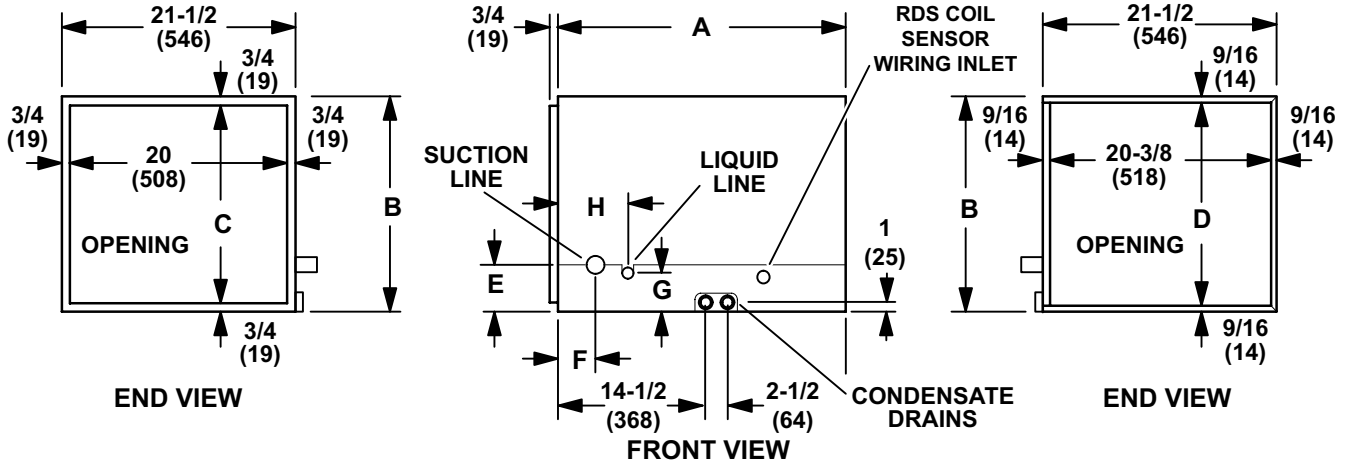 21-1/2
(546)
3/4
(19)
3/4
(19)
3/4
(19)
20
(508)
C
B
OPENING
3/4
(19)
END VIEW
3/4
(19)
A
RDS COIL
SENSOR
WIRING INLET
SUCTION
LINE
H
LIQUID
LINE
E
G
1
(25)
F
14-1/2
(368)
2-1/2
(64)
CONDENSATE
DRAINS
FRONT VIEW
21-1/2
(546)
9/16
(14)
9/16
(14)
9/16
(14)
20-3/8
(518)
B
D
OPENING
9/16
(14)
END VIEW